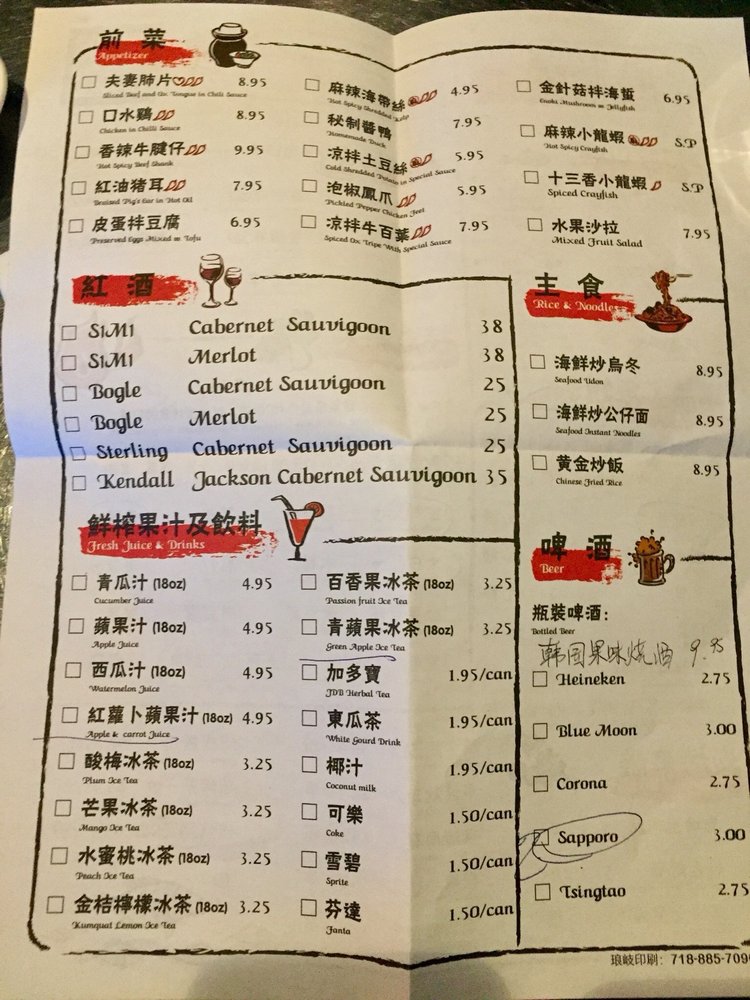 前菜
Appetizer
夫妻肺片 8.95
Sliced Beef and Ox Tongue in Chili Sauce
口水鷄 8.95
Chicken in Chilli Sauce
香辣牛腱仔 9.95
Hot Spicy Beef Shank
紅油猪耳 7.95
Braised Pig's Ear in Hot Oil
皮蛋拌豆腐 6.95
Preserved Eggs Mixed w Tofu
麻辣海帶絲 4.95
Hot Spicy Shredded Kelp
秘制醬鴨 7.95
Homemade Duck
凉拌土豆絲 5.95
Cold Shredded Potato in Special Sauce
泡椒鳳爪 5.95
Pickled Pepper Chicken Feet
凉拌牛百葉 7.95
Spiced Ox Tripe With Special Sauce
金針菇拌海蜇 6.95
Enoki Mushroom w Jellyfish
麻辣小龍蝦 S.P
Hot Spicy Crayfish
十三香小龍蝦 S.P
Spiced Crayfish
水果沙拉 7.95
Mixed Fruit Salad
紅酒
S1M1 Cabernet Sauvigoon 38
S1M1 Merlot 38
Bogle Cabernet Sauvigoon 25
Bogle Merlot 25
Sterling Cabernet Sauvigoon 25
Kendall Jackson Cabernet Sauvigoon 35
主食
Rice & Noodles
海鮮炒烏冬 8.95
Seafood Udon
海鮮炒公仔面 8.95
Seafood Instant Noodles
黄金炒飯 8.95
Chinese Fried Rice
鮮榨果汁及飲料
Fresh Juice & Drinks
青瓜汁 (18oz) 4.95
Cucumber Juice
蘋果汁 (18oz) 4.95
Apple Juice
西瓜汁 (18oz) 4.95
Watermelon Juice
紅蘿卜蘋果汁 (18oz) 4.95
Apple & carrot Juice
酸梅冰茶 (18oz) 3.25
Plum Ice Tea
芒果冰茶 (18oz) 3.25
Mango Ice Tea
水蜜桃冰茶 (18oz) 3.25
Peach Ice Tea
金桔檸檬冰茶 (18oz) 3.25
Kumquat Lemon Ice Tea
百香果冰茶 (18oz) 3.25
Passion fruit Ice Tea
青蘋果冰茶 (18oz) 3.25
Green Apple Ice Tea
加多寶 1.95/can
JDB Herbal Tea
東瓜茶 1.95/can
White Gourd Drink
椰汁 1.95/can
Coconut milk
可樂 1.50/can
Coke
雪碧 1.50/can
Sprite
芬達 1.50/can
Fanta
啤酒
Beer
瓶裝啤酒：
Bottled Beer
韩国果味烧酒 9.95
Heineken 2.75
Blue Moon 3.00
Corona 2.75
Sapporo 3.00
Tsingtao 2.75
琅岐印刷：718-885-7090